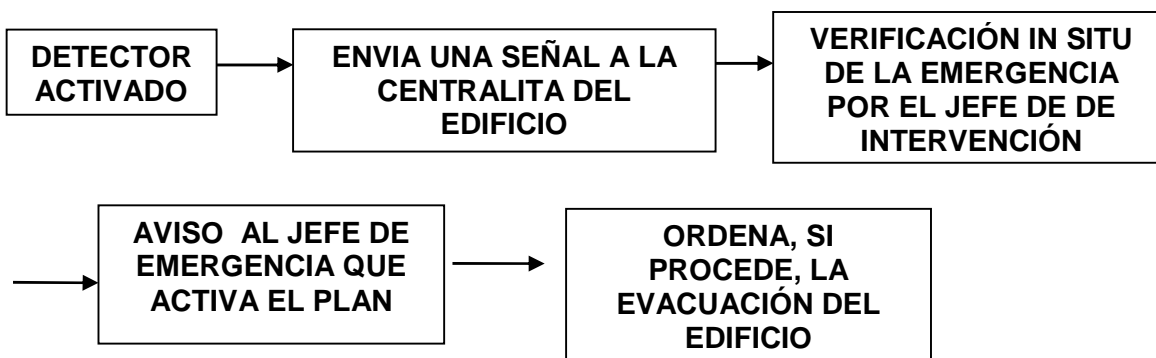 DETECTOR
ACTIVADO
ENVIA UNA SEÑAL A LA
CENTRALITA DEL
EDIFICIO
VERIFICACIÓN IN SITU
DE LA EMERGENCIA
POR EL JEFE DE DE
INTERVENCIÓN
AVISO AL JEFE DE
EMERGENCIA QUE
ACTIVA EL PLAN
ORDENA, SI
PROCEDE, LA
EVACUACIÓN DEL
EDIFICIO